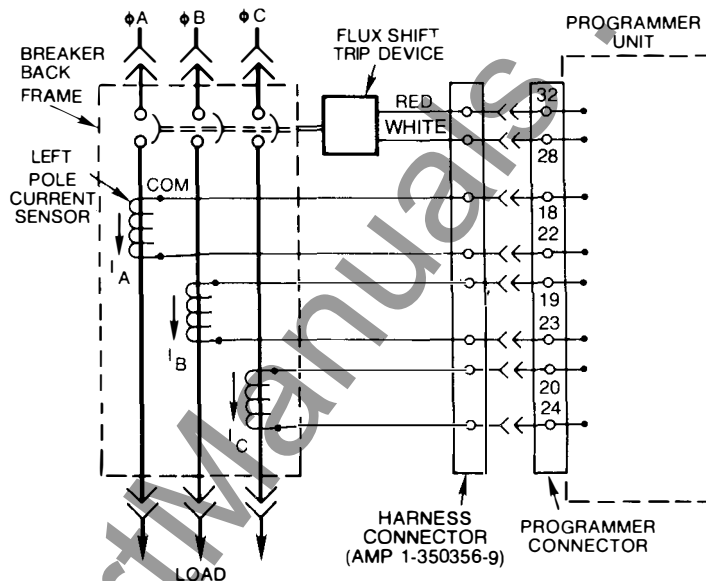 ϕA ϕB ϕC
BREAKER
BACK
FRAME
FLUX SHIFT
TRIP DEVICE
PROGRAMMER
UNIT
RED
WHITE
32
28
LEFT
POLE
CURRENT
SENSOR
COM
18
22
19
23
20
24
I A
I B
I C
HARNESS
CONNECTOR
(AMP 1-350356-9)
PROGRAMMER
CONNECTOR
LOAD
tManuals.